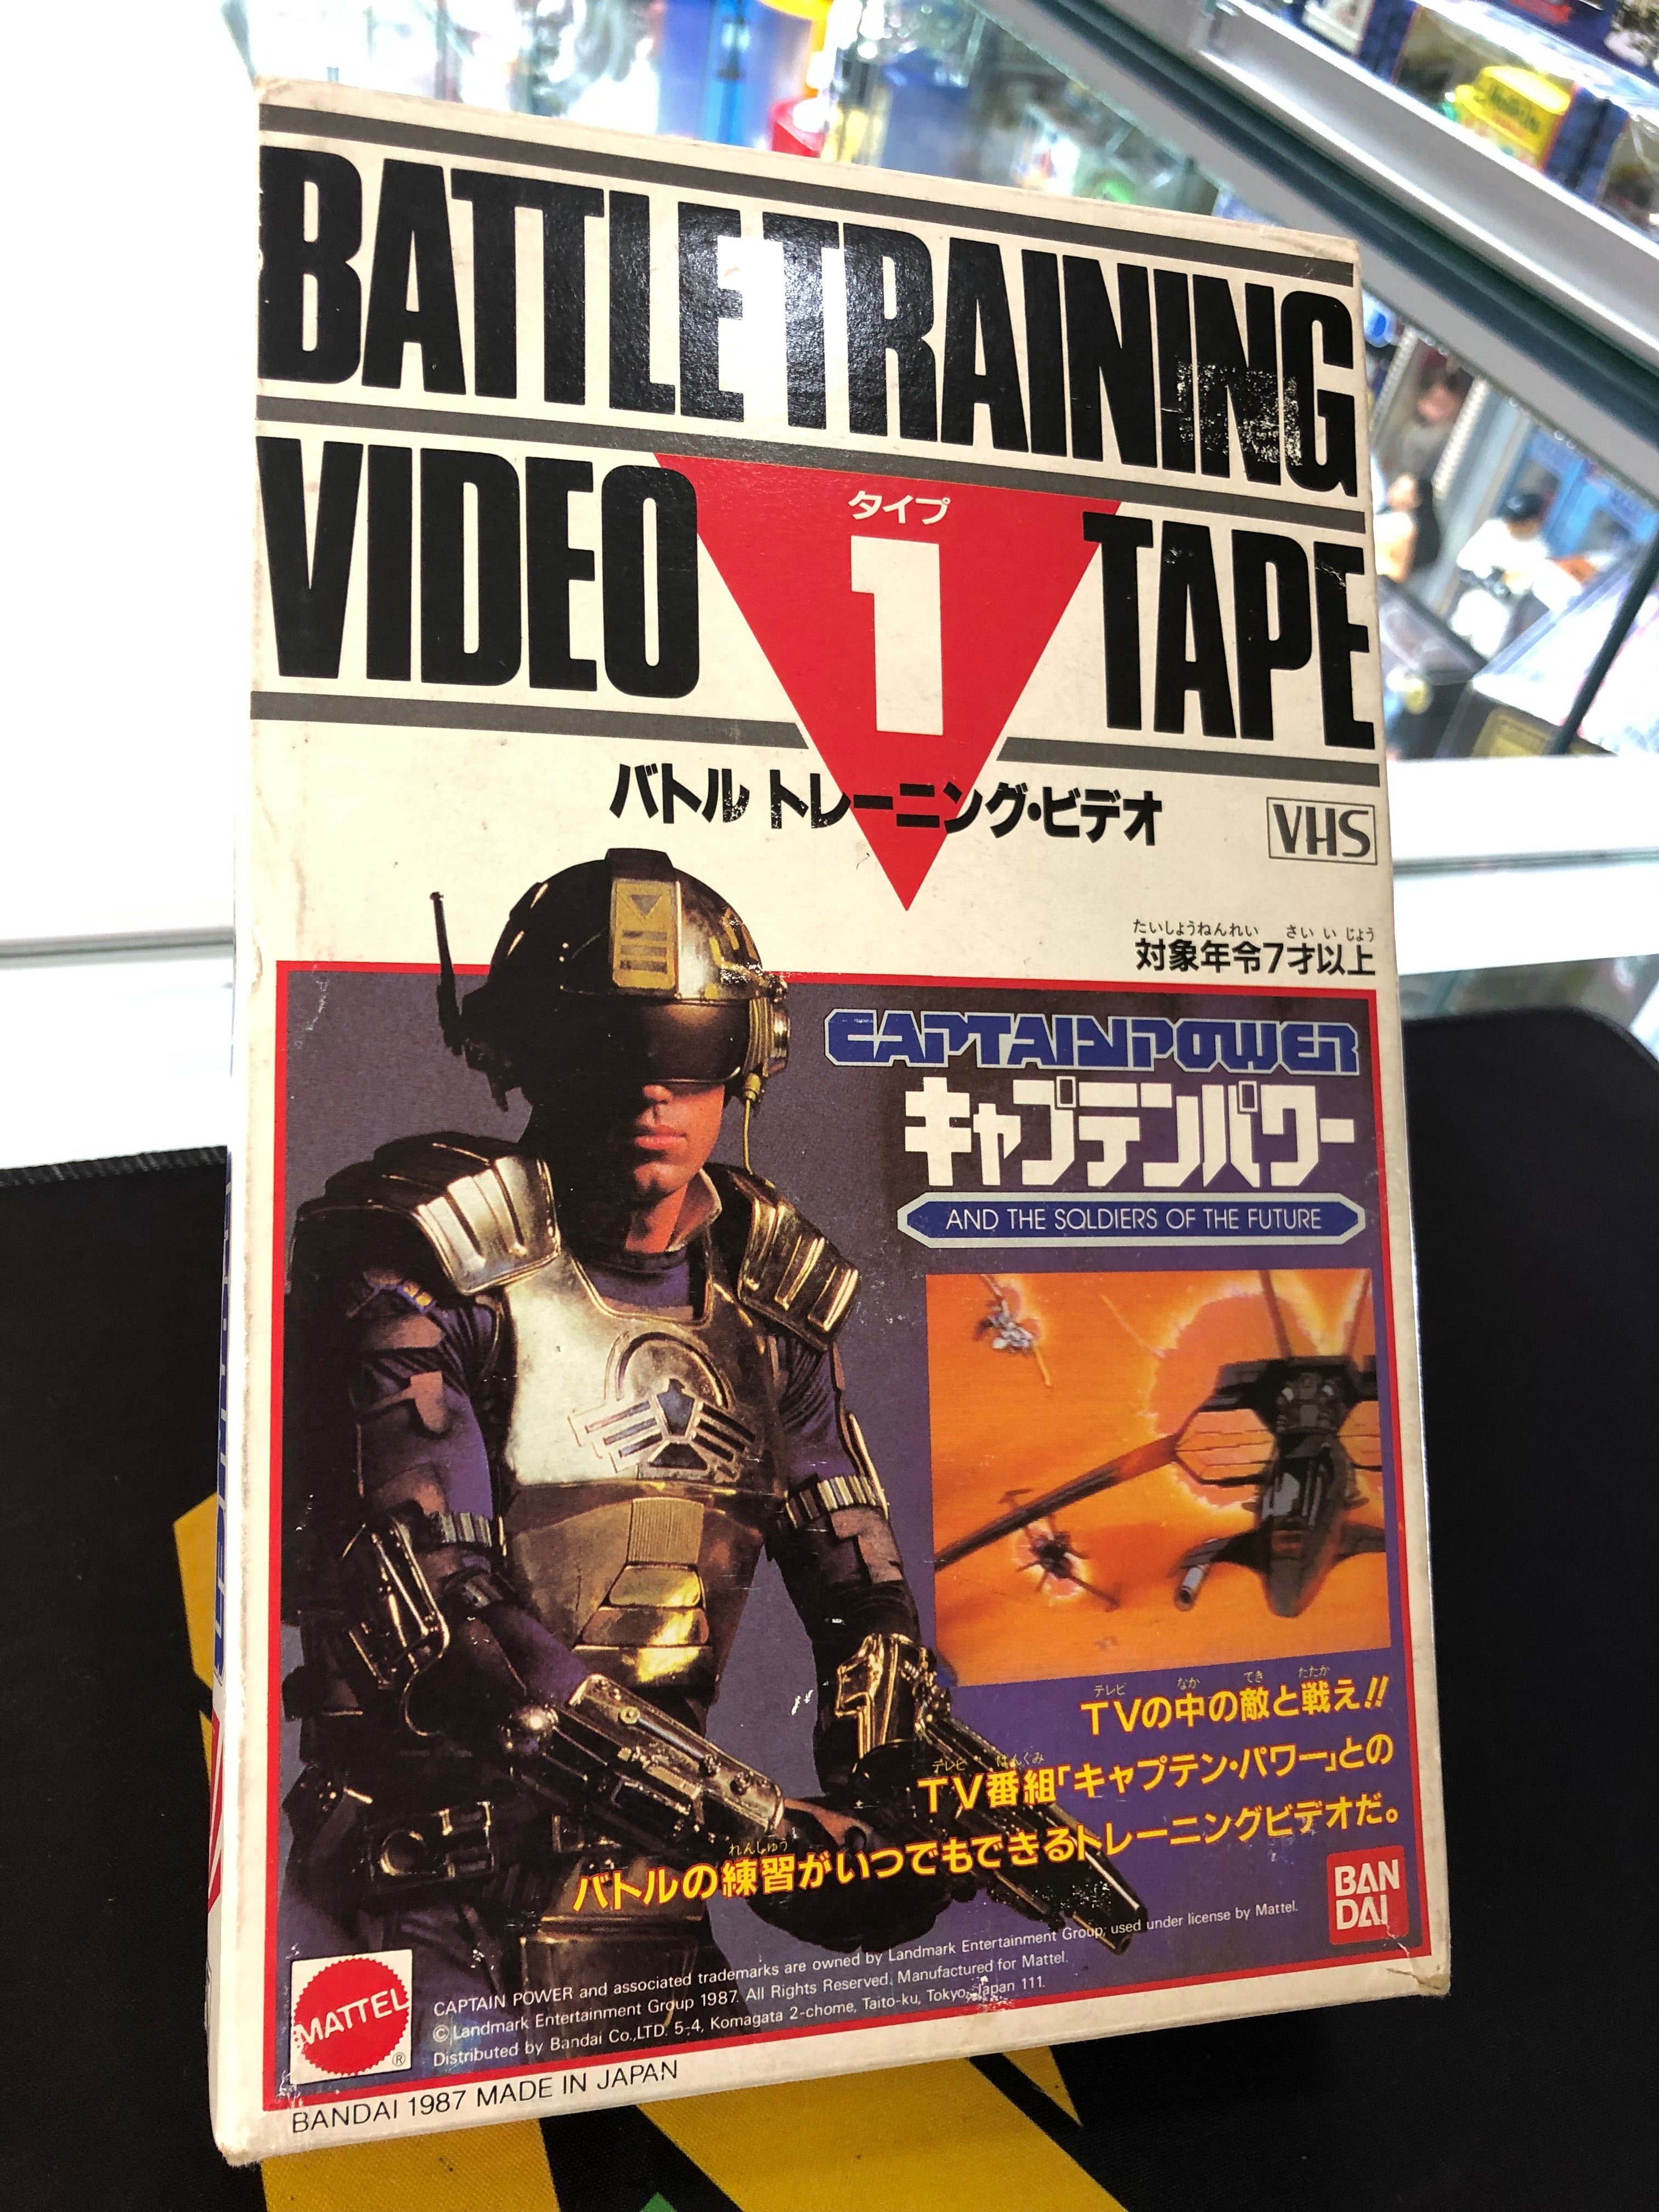 BATTLE TRAINING
VIDEO TAPE
タイプ
1
バトル トレーニング・ビデオ
VHS
たいしょうねんれい さい い じょう
対象年令7才以上
CAPTAIN POWER
キャプテンパワー
AND THE SOLDIERS OF THE FUTURE
テレビ なか てき たたか
TVの中の敵と戦え!!
テレビ ばんぐみ
TV番組「キャプテン・パワー」との
れんしゅう
バトルの練習がいつでもできるトレーニングビデオだ。
BAN
DAI
MATTEL
®
CAPTAIN POWER and associated trademarks are owned by Landmark Entertainment Group, used under license by Mattel.
© Landmark Entertainment Group 1987. All Rights Reserved. Manufactured for Mattel.
Distributed by Bandai Co.,LTD. 5-4, Komagata 2-chome, Taito-ku, Tokyo, Japan 111.
BANDAI 1987 MADE IN JAPAN